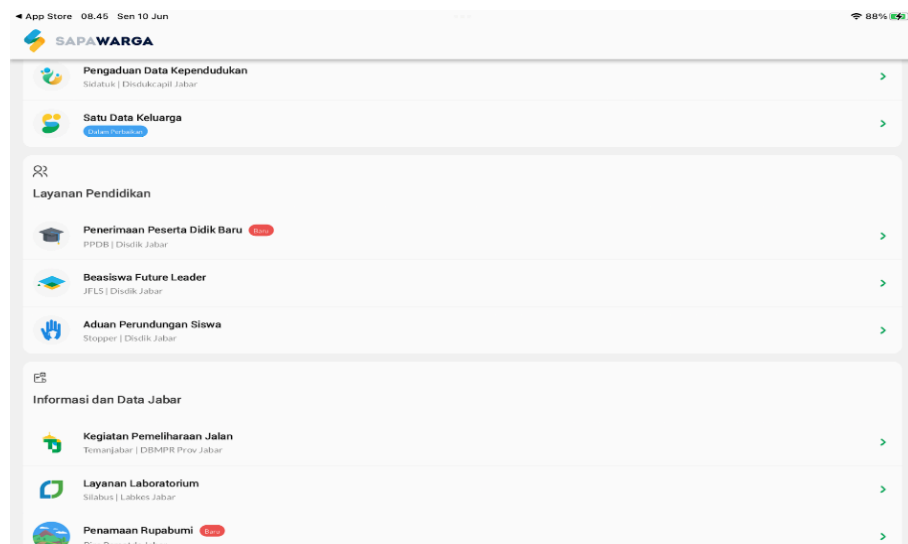 ◄ App Store 08.45 Sen 10 Jun 88%
SAPAWARGA
Pengaduan Data Kependudukan
Sidatuk | Disdukcapil Jabar
Satu Data Keluarga
Dalam Perbaikan
Layanan Pendidikan
Penerimaan Peserta Didik Baru Baru
PPDB | Disdik Jabar
Beasiswa Future Leader
JFLS | Disdik Jabar
Aduan Perundungan Siswa
Stopper | Disdik Jabar
Informasi dan Data Jabar
Kegiatan Pemeliharaan Jalan
Temanjabar | DBMPR Prov Jabar
Layanan Laboratorium
Silabus | Labkes Jabar
Penamaan Rupabumi Baru